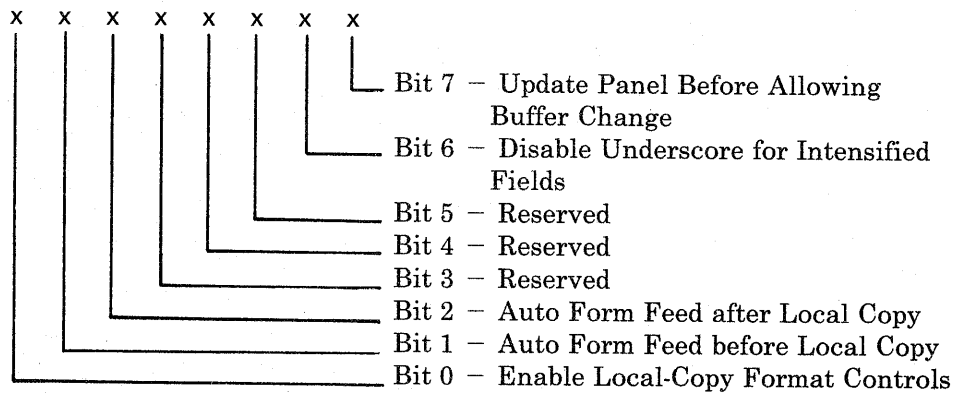 x x x x x x x x
Bit 7 – Update Panel Before Allowing
Buffer Change
Bit 6 – Disable Underscore for Intensified
Fields
Bit 5 – Reserved
Bit 4 – Reserved
Bit 3 – Reserved
Bit 2 – Auto Form Feed after Local Copy
Bit 1 – Auto Form Feed before Local Copy
Bit 0 – Enable Local-Copy Format Controls